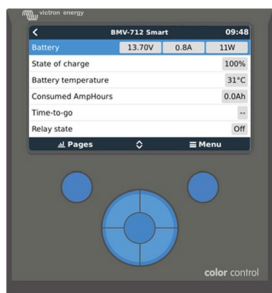 victron energy
BMV-712 Smart 09:48
Battery 13.70V 0.8A 11W
State of charge 100%
Battery temperature 31°C
Consumed AmpHours 0.0Ah
Time-to-go --
Relay state Off
Pages Menu
color control